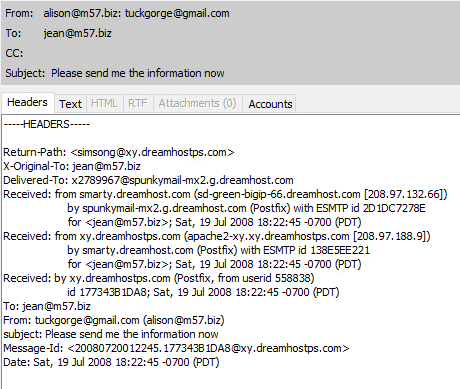 From: alison@m57.biz: tuckgorge@gmail.com
To: jean@m57.biz
CC:
Subject: Please send me the information now
Headers Text HTML RTF Attachments (0) Accounts
-----HEADERS-----
Return-Path: <simsong@xy.dreamhostps.com>
X-Original-To: jean@m57.biz
Delivered-To: x2789967@spunkymail-mx2.g.dreamhost.com
Received: from smarty.dreamhost.com (sd-green-bigip-66.dreamhost.com [208.97.132.66])
by spunkymail-mx2.g.dreamhost.com (Postfix) with ESMTP id 2D1DC7278E
for <jean@m57.biz>; Sat, 19 Jul 2008 18:22:45 -0700 (PDT)
Received: from xy.dreamhostps.com (apache2-xy.xy.dreamhostps.com [208.97.188.9])
by smarty.dreamhost.com (Postfix) with ESMTP id 138E5EE221
for <jean@m57.biz>; Sat, 19 Jul 2008 18:22:45 -0700 (PDT)
Received: by xy.dreamhostps.com (Postfix, from userid 558838)
id 177343B1DA8; Sat, 19 Jul 2008 18:22:45 -0700 (PDT)
To: jean@m57.biz
From: tuckgorge@gmail.com (alison@m57.biz)
subject: Please send me the information now
Message-Id: <20080720012245.177343B1DA8@xy.dreamhostps.com>
Date: Sat, 19 Jul 2008 18:22:45 -0700 (PDT)